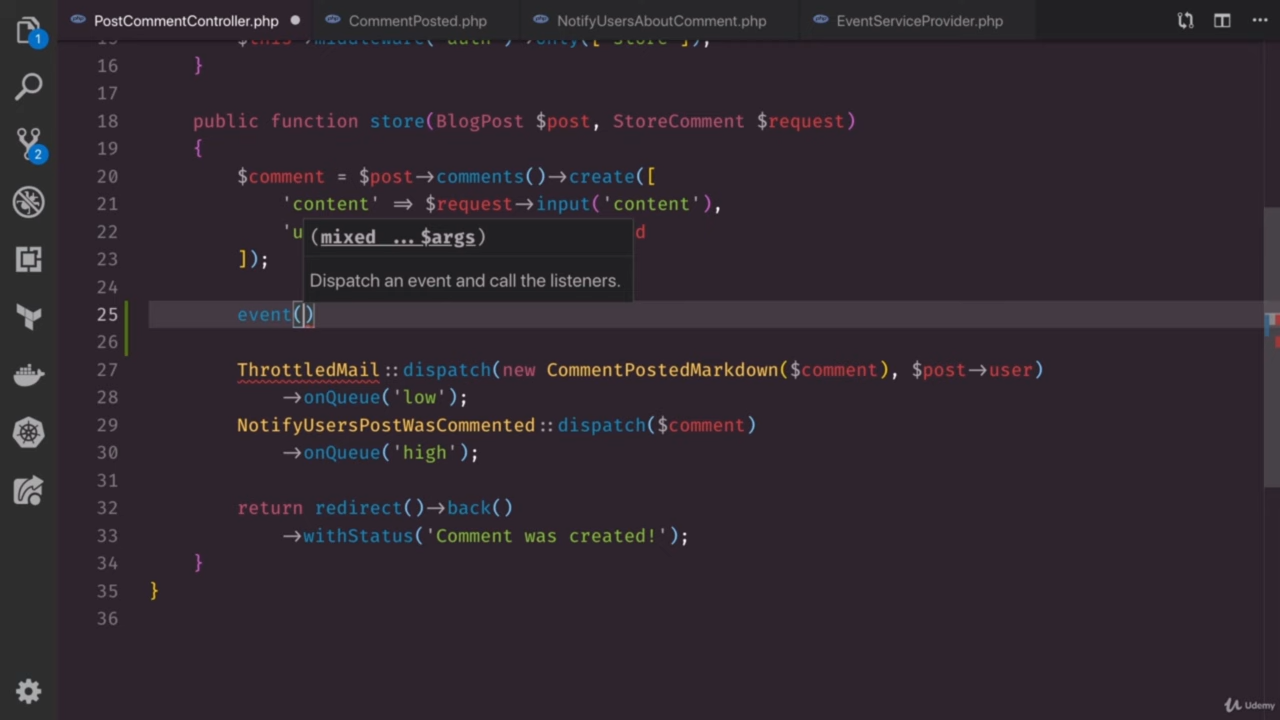 PostCommentController.php
CommentPosted.php
NotifyUsersAboutComment.php
EventServiceProvider.php
1
2
16 }
17
18 public function store(BlogPost $post, StoreComment $request)
19 {
20 $comment = $post->comments()->create([
21 'content' => $request->input('content'),
22 'u
(mixed ...$args)
23 ]);
Dispatch an event and call the listeners.
24
25 event()
26
27 ThrottledMail::dispatch(new CommentPostedMarkdown($comment), $post->user)
28 ->onQueue('low');
29 NotifyUsersPostWasCommented::dispatch($comment)
30 ->onQueue('high');
31
32 return redirect()->back()
33 ->withStatus('Comment was created!');
34 }
35 }
36
Udemy